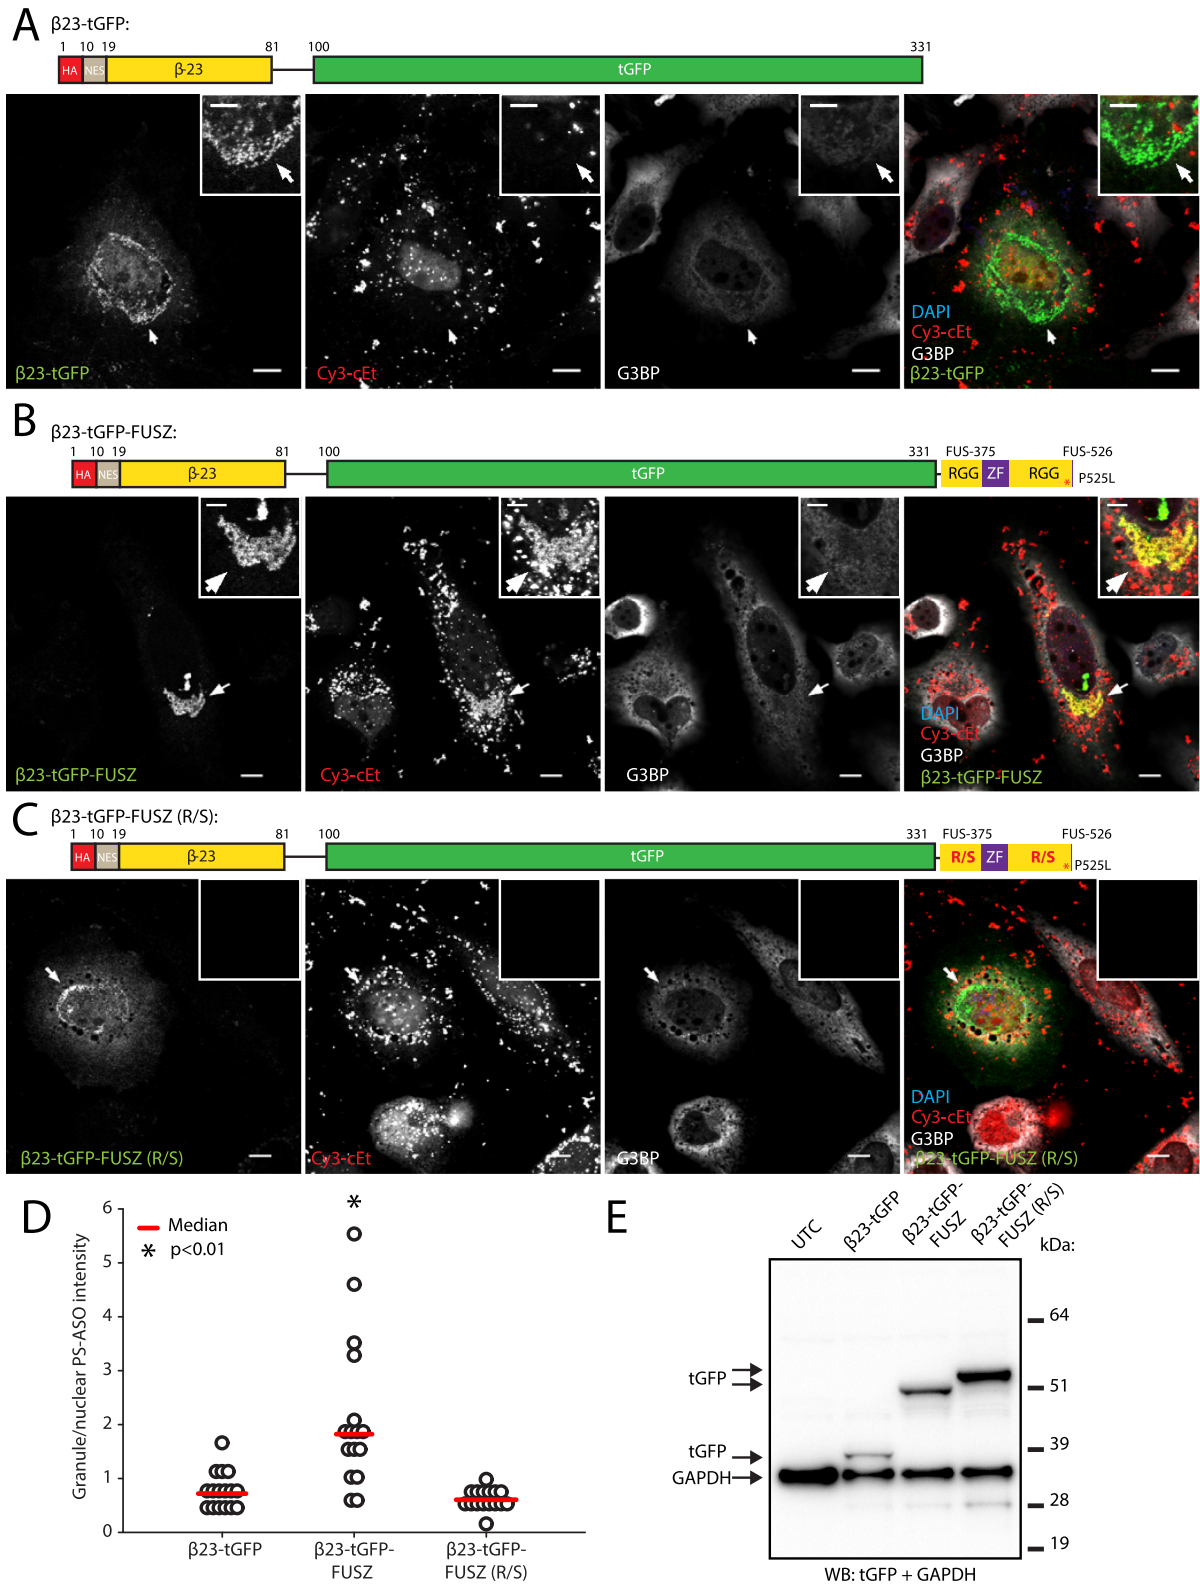 A
β23-tGFP:
1 10 19 81 100 331
HA NES β-23 tGFP
β23-tGFP
Cy3-cEt
G3BP
DAPI
Cy3-cEt
G3BP
β23-tGFP
B
β23-tGFP-FUSZ:
1 10 19 81 100 331 FUS-375 FUS-526
HA NES β-23 tGFP RGG ZF RGG * P525L
β23-tGFP-FUSZ
Cy3-cEt
G3BP
DAPI
Cy3-cEt
G3BP
β23-tGFP-FUSZ
C
β23-tGFP-FUSZ (R/S):
1 10 19 81 100 331 FUS-375 FUS-526
HA NES β-23 tGFP R/S ZF R/S * P525L
β23-tGFP-FUSZ (R/S)
Cy3-cEt
G3BP
DAPI
Cy3-cEt
G3BP
β23-tGFP-FUSZ (R/S)
D
Granule/nuclear PS-ASO intensity
6
5
4
3
2
1
0
Median
* p<0.01
*
β23-tGFP
β23-tGFP-
FUSZ
β23-tGFP-
FUSZ (R/S)
E
UTC
β23-tGFP
β23-tGFP-
FUSZ
β23-tGFP-
FUSZ (R/S)
kDa:
64
51
39
28
19
tGFP
tGFP
GAPDH
WB: tGFP + GAPDH